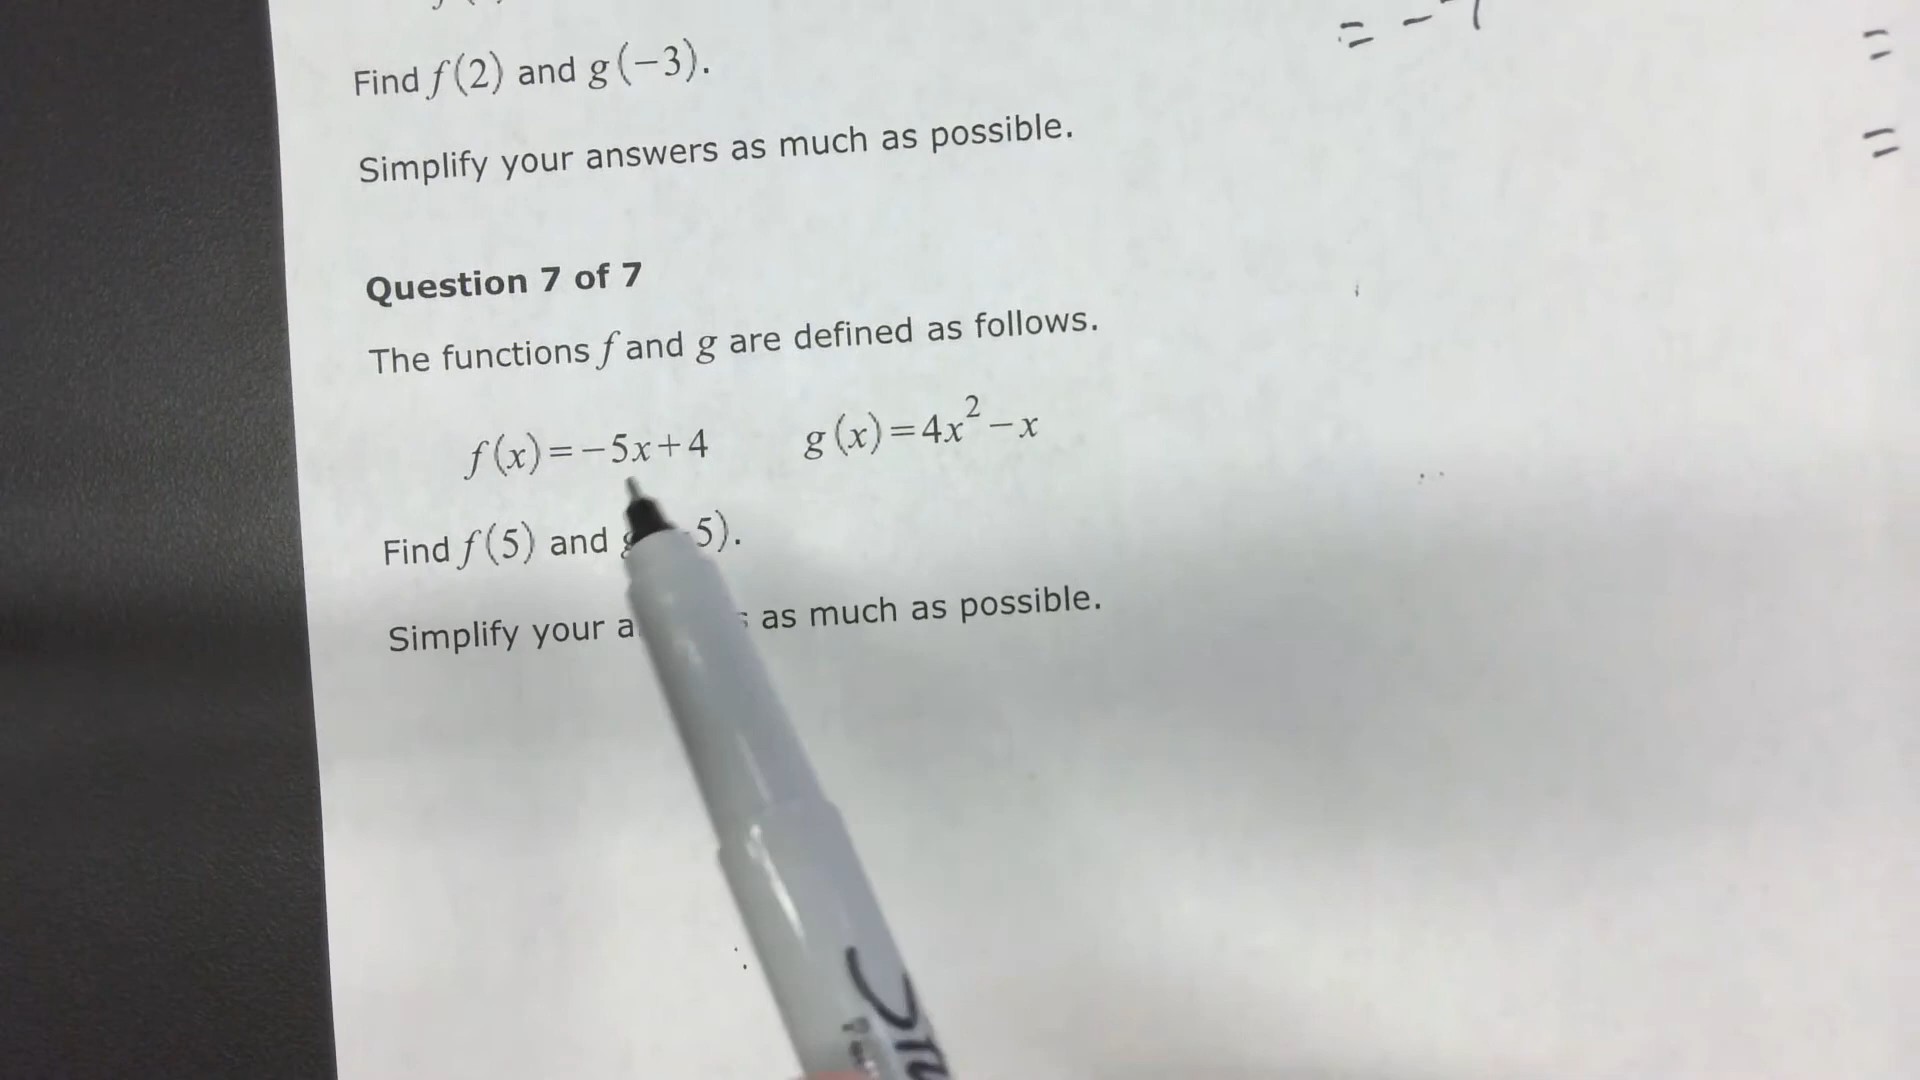 = -7
=
Find f(2) and g(−3).
=
Simplify your answers as much as possible.
Question 7 of 7
The functions f and g are defined as follows.
f(x)=−5x+4 g(x)=4x²−x
Find f(5) and 5).
Simplify your as much as possible.